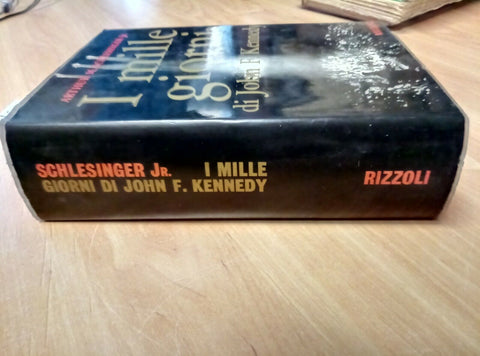 I mille
giorni
di John F. Kennedy
SCHLESINGER JR. I MILLE
GIORNI DI JOHN F. KENNEDY
RIZZOLI